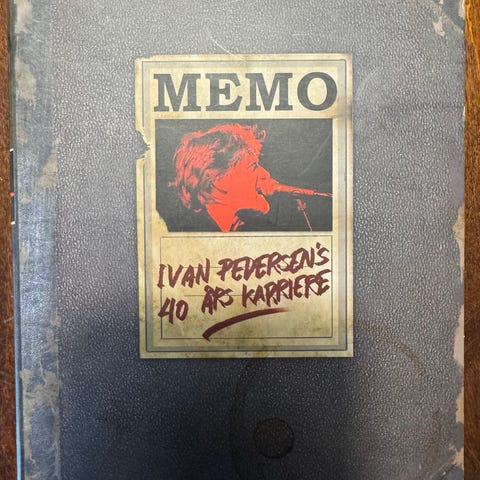 MEMO
IVAN PEDERSEN'S
40 ÅRS KARRIERE